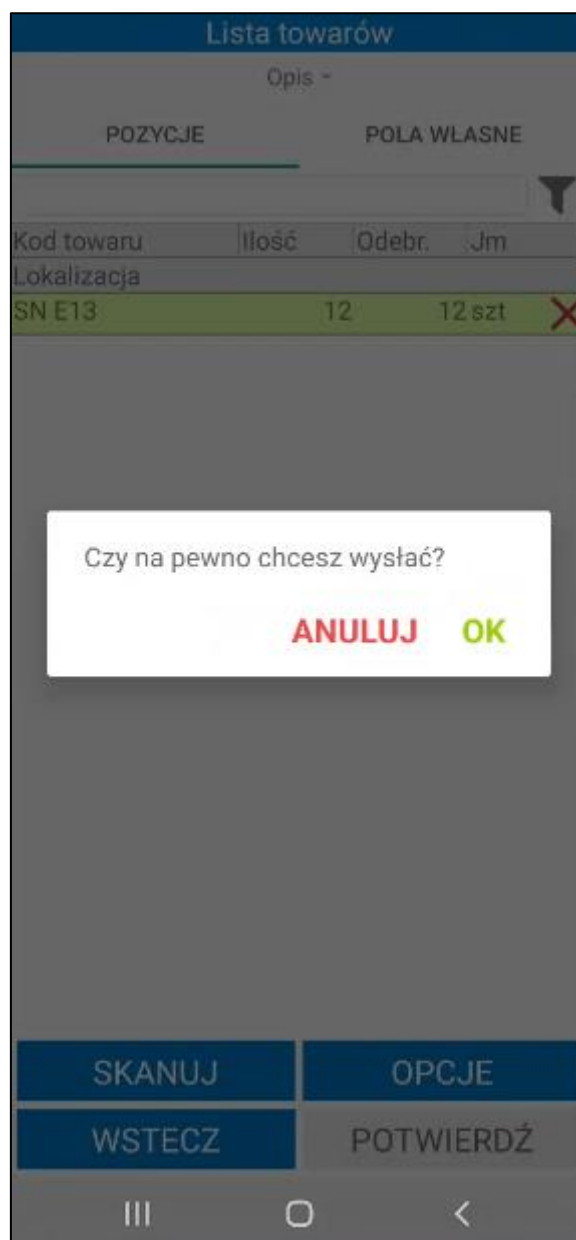 Lista towarów
Opis
POZYCJE POLA WŁASNE
Kod towaru Ilość Odebr. Jm
Lokalizacja
SN E13 12 12 szt
Czy na pewno chcesz wysłać?
ANULUJ OK
SKANUJ OPCJE
WSTECZ POTWIERDŹ